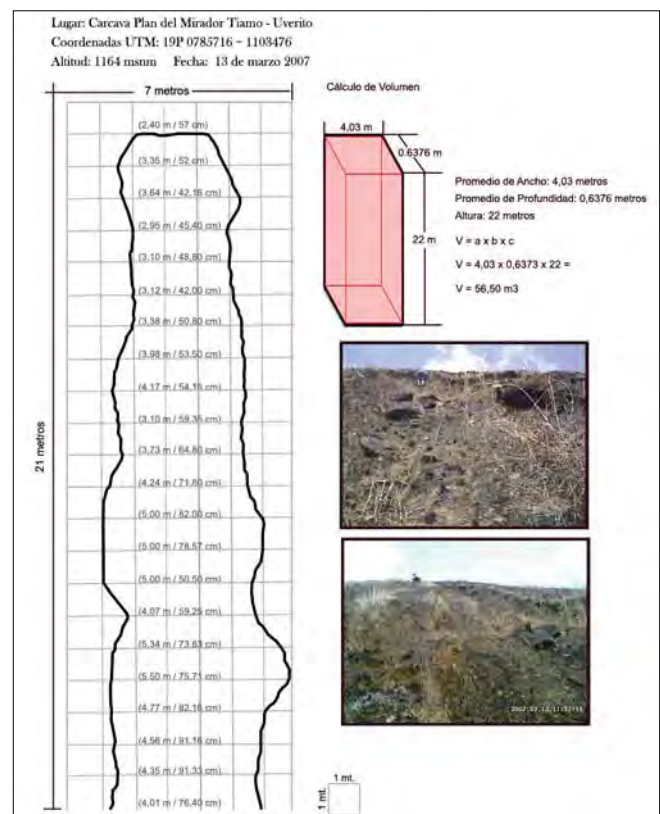 Lugar: Carcava Plan del Mirador Tiamo - Uverito
Coordenadas UTM: 19P 0785716 – 1103476
Altitud: 1164 msnm Fecha: 13 de marzo 2007
7 metros
(2,40 m / 57 cm)
(3,35 m / 52 cm)
(3,64 m / 42,16 cm)
(2,95 m / 45,40 cm)
(3,10 m / 48,80 cm)
(3,12 m / 42,00 cm)
(3,38 m / 50,80 cm)
(3,98 m / 53,50 cm)
(4,17 m / 54,16 cm)
(3,10 m / 59,35 cm)
(3,73 m / 64,80 cm)
(4,24 m / 71,80 cm)
(5,00 m / 82,00 cm)
(5,00 m / 78,57 cm)
(5,00 m / 50,50 cm)
(4,07 m / 59,25 cm)
(5,34 m / 73,83 cm)
(5,50 m / 75,71 cm)
(4,77 m / 82,16 cm)
(4,56 m / 91,16 cm)
(4,35 m / 91,33 cm)
(4,01 m / 76,40 cm)
21 metros
Cálculo de Volumen
4,03 m
0,6376 m
22 m
Promedio de Ancho: 4,03 metros
Promedio de Profundidad: 0,6376 metros
Altura: 22 metros
V = a x b x c
V = 4,03 x 0,6373 x 22 =
V = 56,50 m3
1 mt.
1 mt.